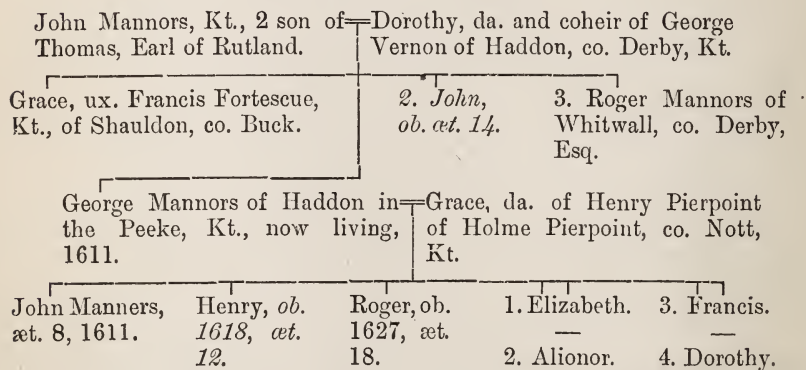 John Mannors, Kt., 2 son of
Thomas, Earl of Rutland.
Dorothy, da. and coheir of George
Vernon of Haddon, co. Derby, Kt.
Grace, ux. Francis Fortescue,
Kt., of Shauldon, co. Buck.
2. John,
ob. æt. 14.
3. Roger Mannors of
Whitwall, co. Derby,
Esq.
George Mannors of Haddon in
the Peeke, Kt., now living,
1611.
Grace, da. of Henry Pierpoint
of Holme Pierpoint, co. Nott,
Kt.
John Manners,
æt. 8, 1611.
Henry, ob.
1618, æt.
12.
Roger, ob.
1627, æt.
18.
1. Elizabeth.
—
2. Alionor.
3. Francis.
—
4. Dorothy.